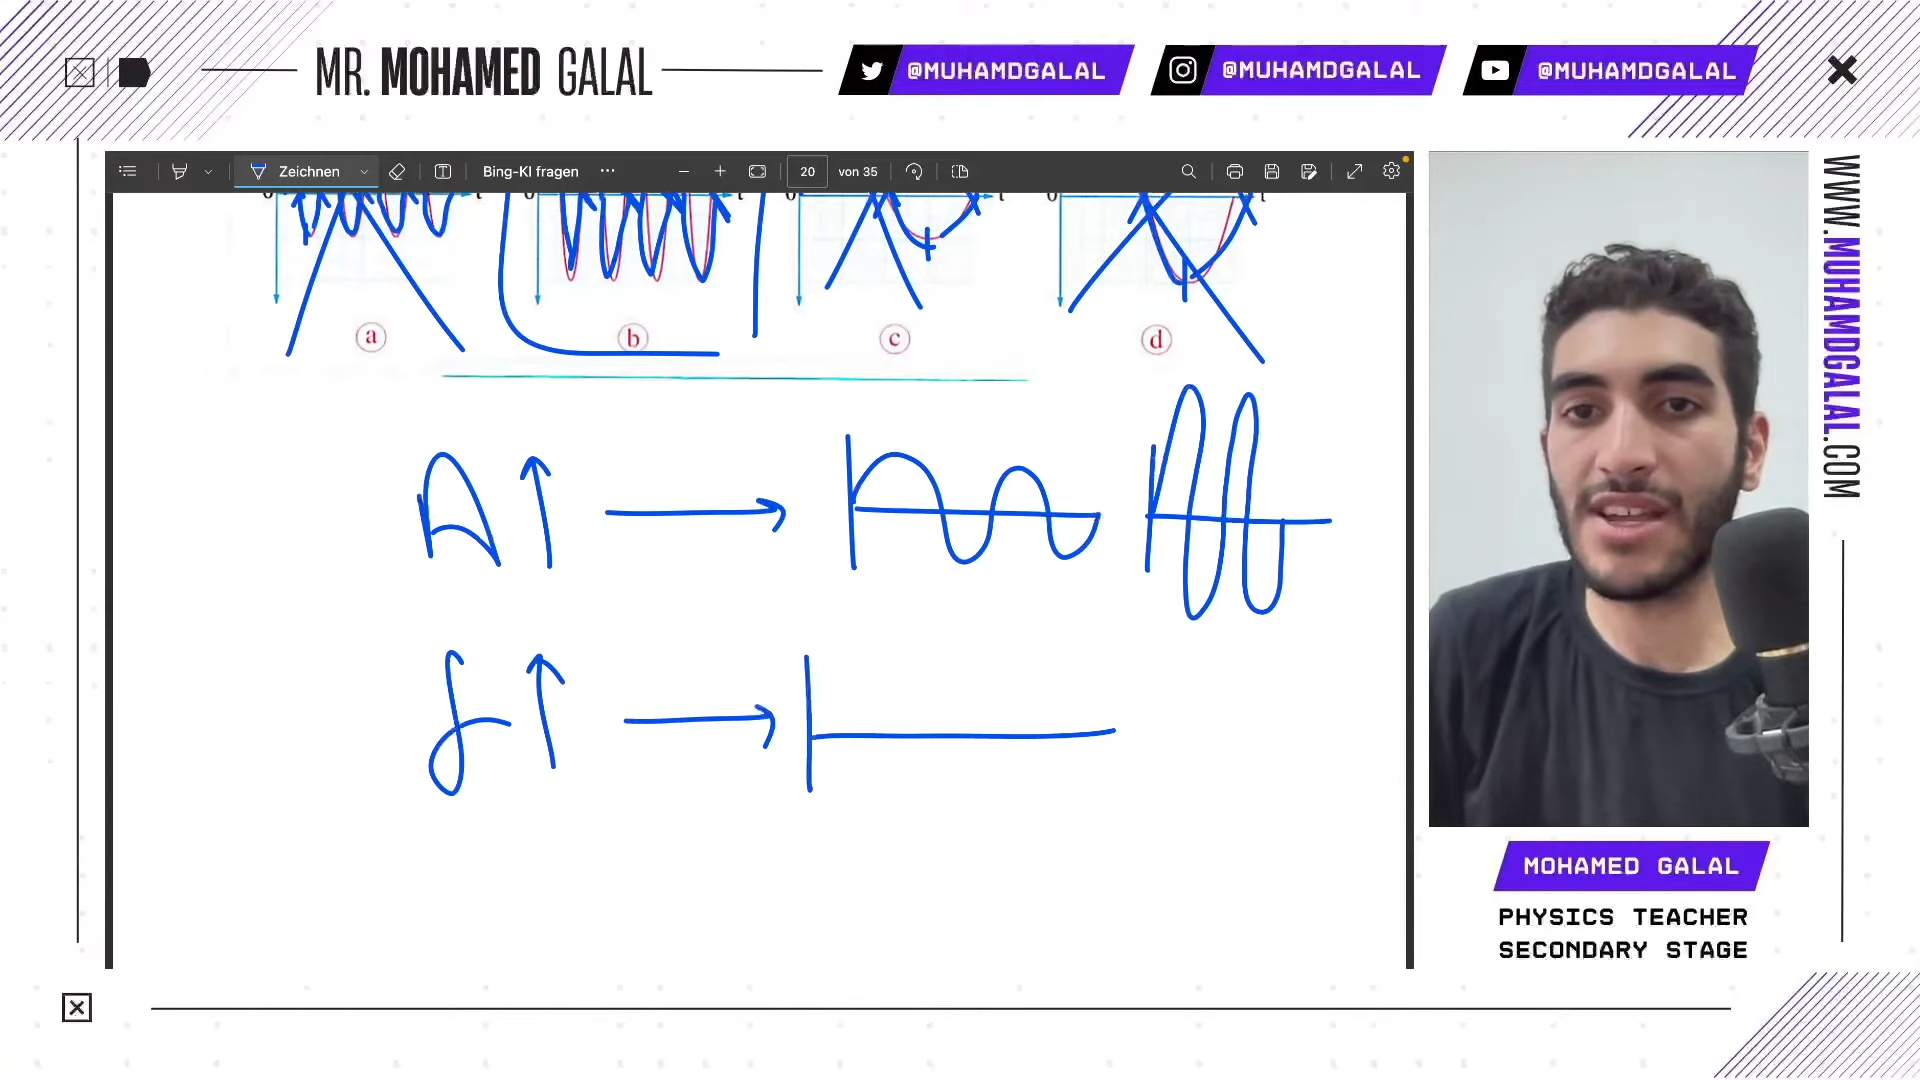 MR. MOHAMED GALAL
@MUHAMDGALAL
@MUHAMDGALAL
@MUHAMDGALAL
Zeichnen
Bing-KI fragen
20 von 35
t
t
t
t
a
b
c
d
A
f
WWW.MUHAMDGALAL.COM
MOHAMED GALAL
PHYSICS TEACHER
SECONDARY STAGE